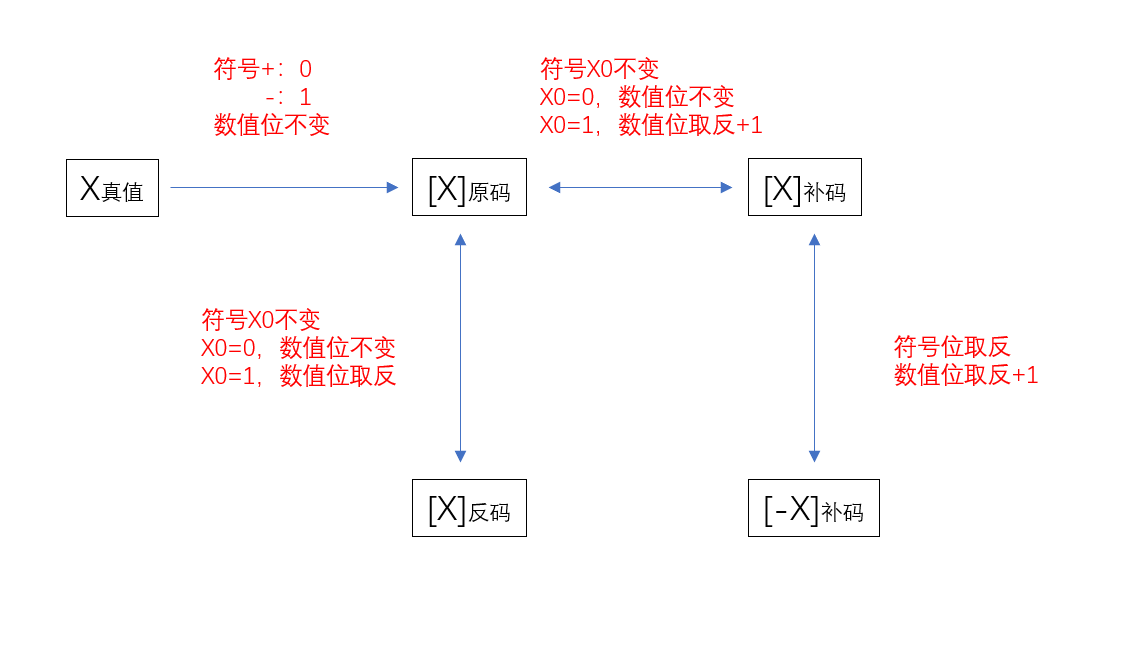 符号+：0
-：1
数值位不变
符号X0不变
X0=0，数值位不变
X0=1，数值位取反+1
X真值
[X]原码
[X]补码
符号X0不变
X0=0，数值位不变
X0=1，数值位取反
符号位取反
数值位取反+1
[X]反码
[-X]补码